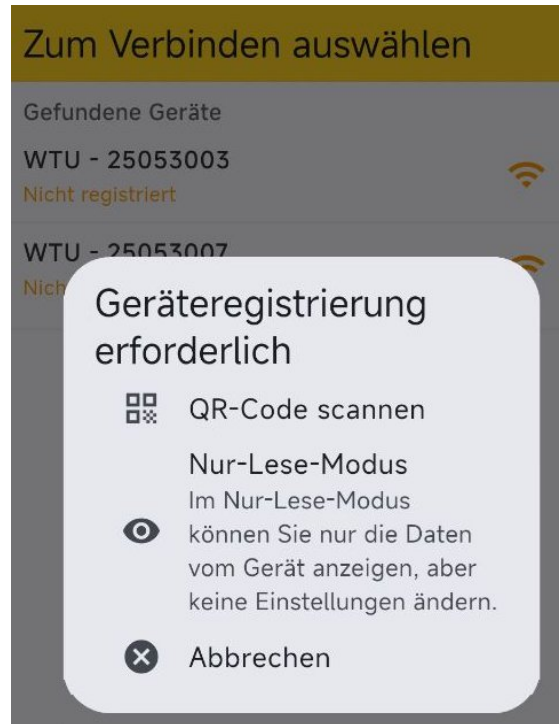 Zum Verbinden auswählen
Gefundene Geräte
WTU - 25053003
Nicht registriert
WTU - 25053007
Nich
Geräteregistrierung
erforderlich
QR-Code scannen
Nur-Lese-Modus
Im Nur-Lese-Modus
können Sie nur die Daten
vom Gerät anzeigen, aber
keine Einstellungen ändern.
Abbrechen